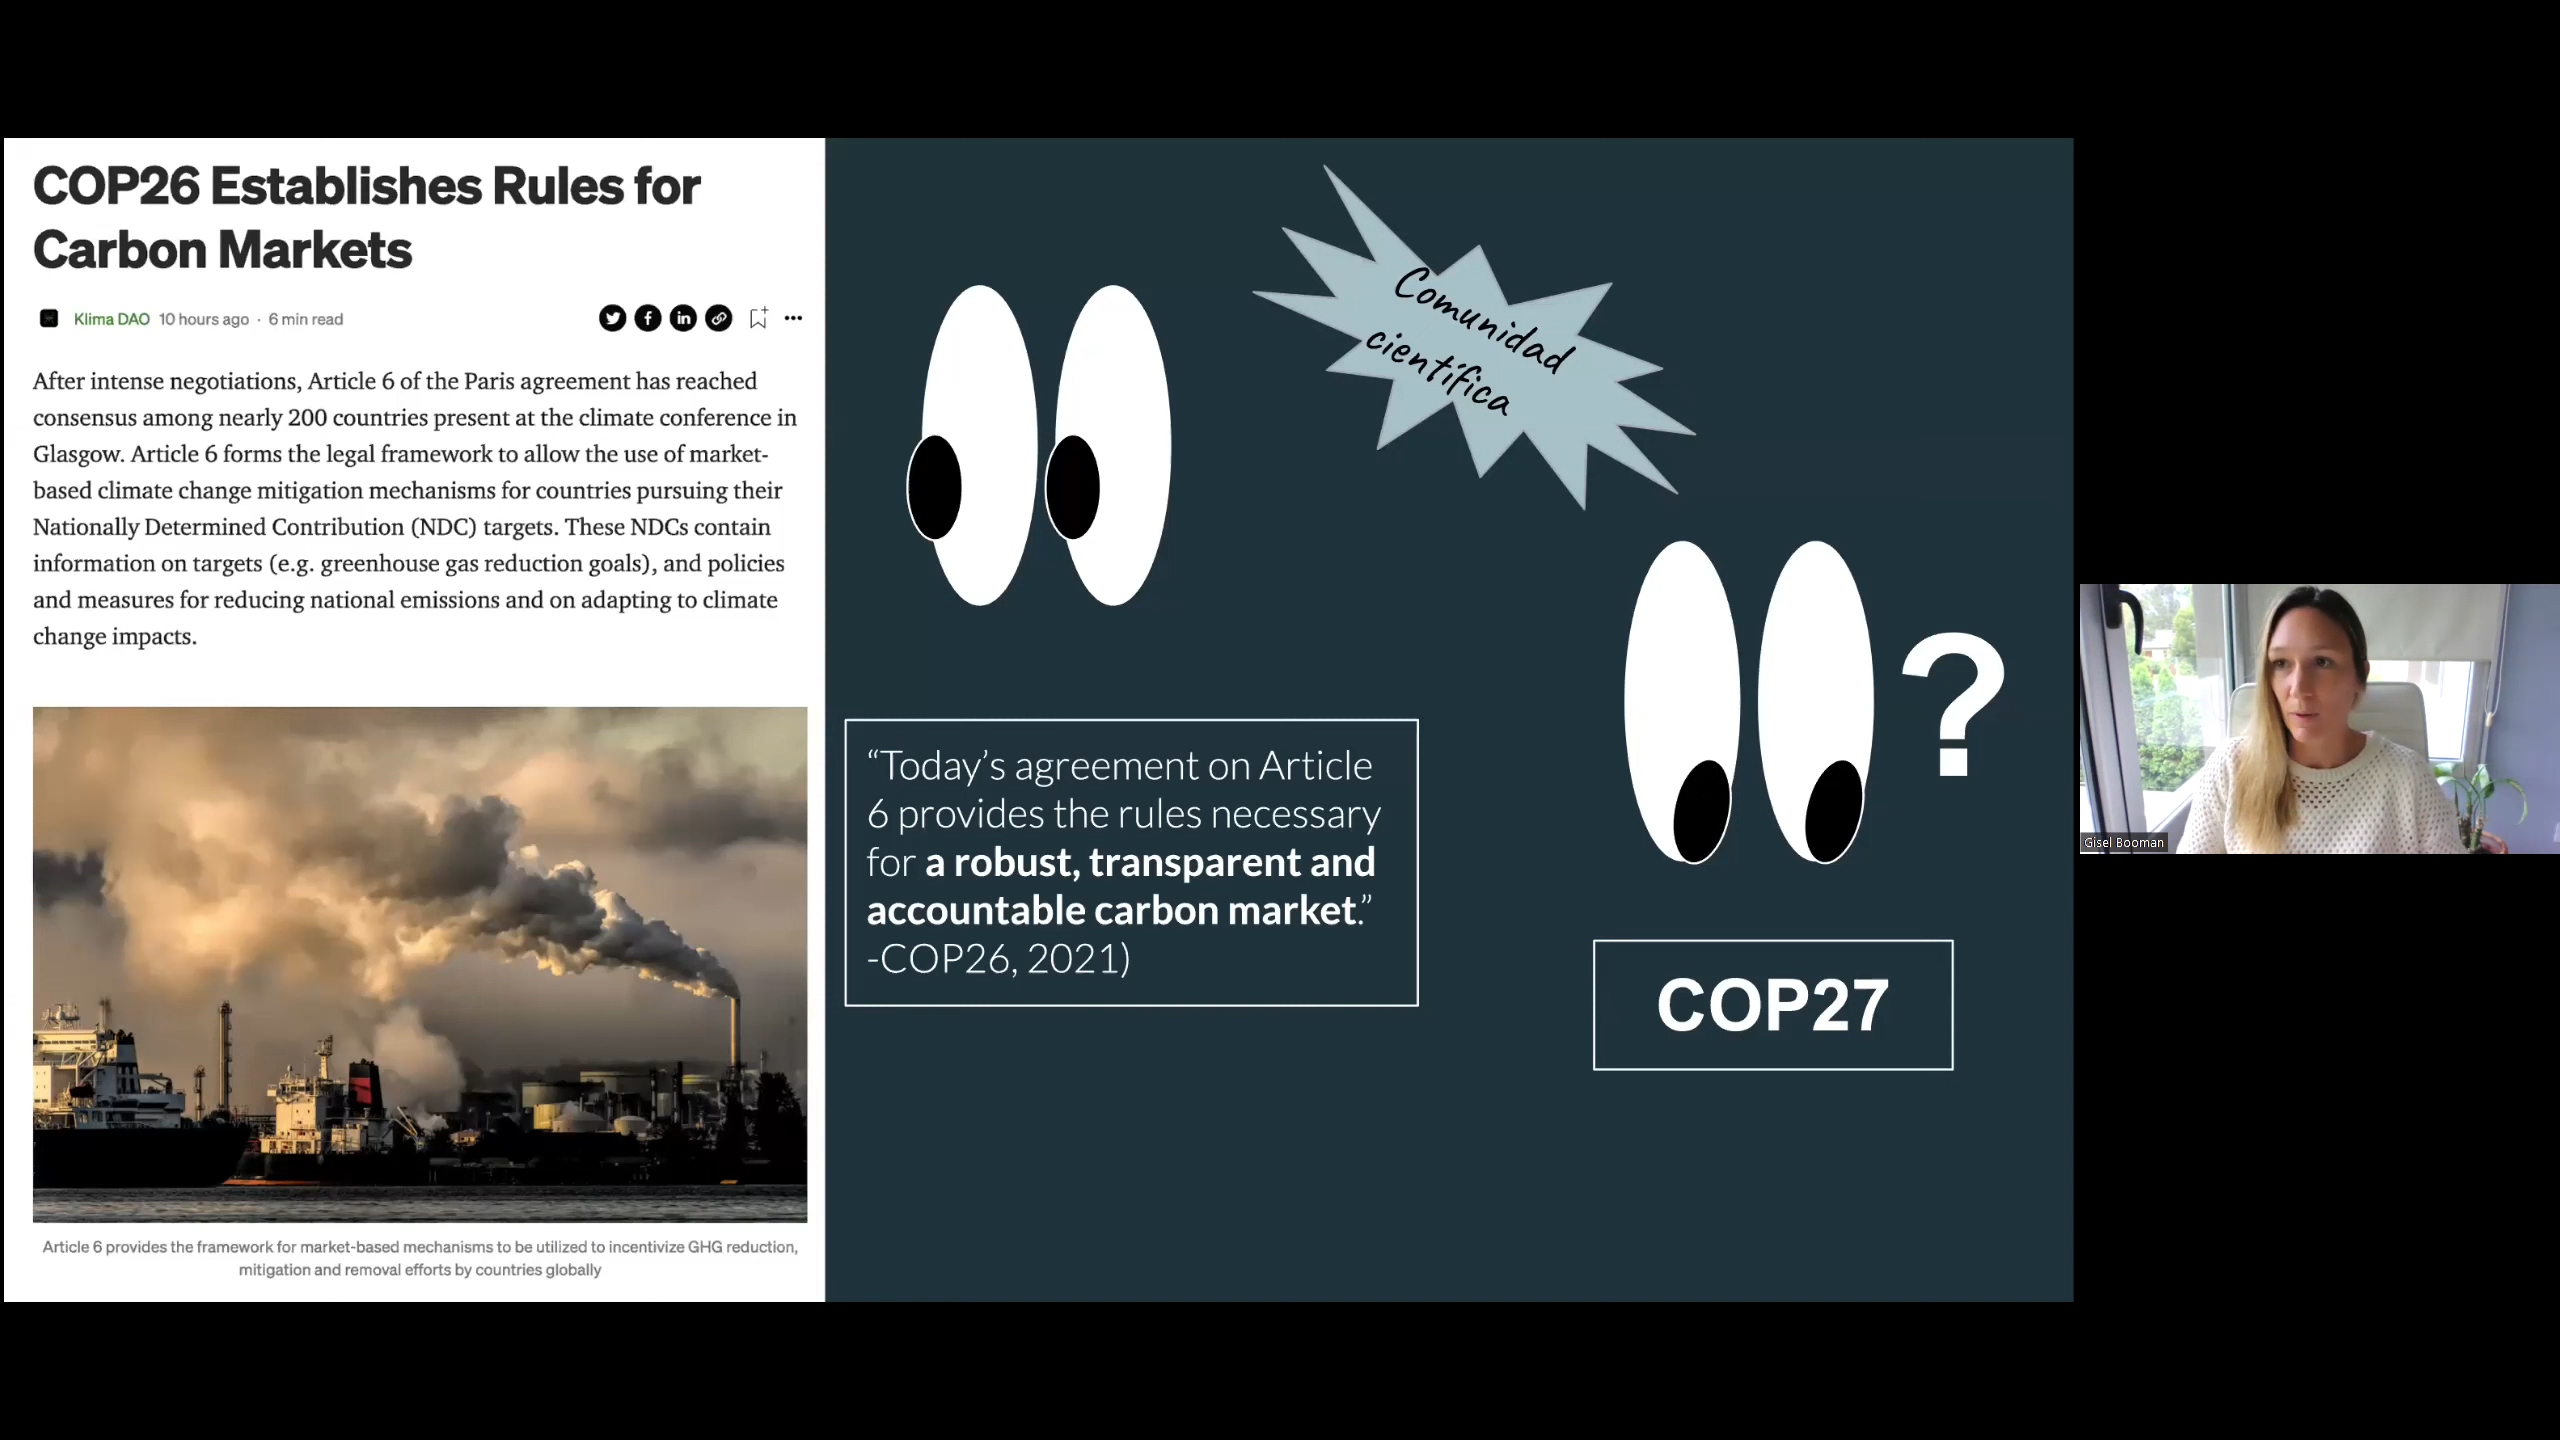 COP26 Establishes Rules for
Carbon Markets
Klima DAO 10 hours ago · 6 min read
After intense negotiations, Article 6 of the Paris agreement has reached
consensus among nearly 200 countries present at the climate conference in
Glasgow. Article 6 forms the legal framework to allow the use of market-
based climate change mitigation mechanisms for countries pursuing their
Nationally Determined Contribution (NDC) targets. These NDCs contain
information on targets (e.g. greenhouse gas reduction goals), and policies
and measures for reducing national emissions and on adapting to climate
change impacts.
Article 6 provides the framework for market-based mechanisms to be utilized to incentivize GHG reduction,
mitigation and removal efforts by countries globally
Comunidad
científica
“Today’s agreement on Article
6 provides the rules necessary
for a robust, transparent and
accountable carbon market.”
-COP26, 2021)
?
COP27
Gisel Booman